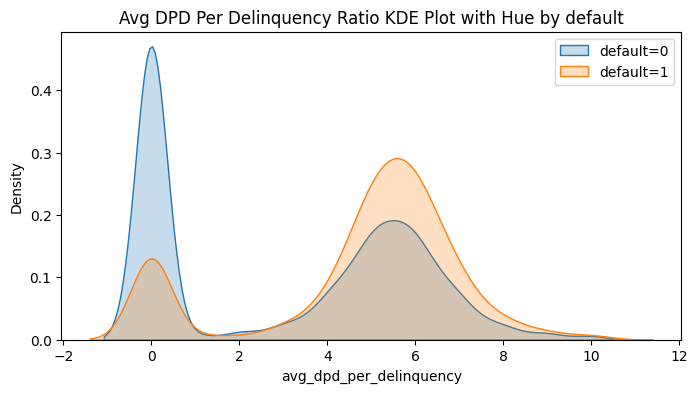 Avg DPD Per Delinquency Ratio KDE Plot with Hue by default
default=0
default=1
Density
0.4
0.3
0.2
0.1
0.0
−2
0
2
4
6
8
10
12
avg_dpd_per_delinquency